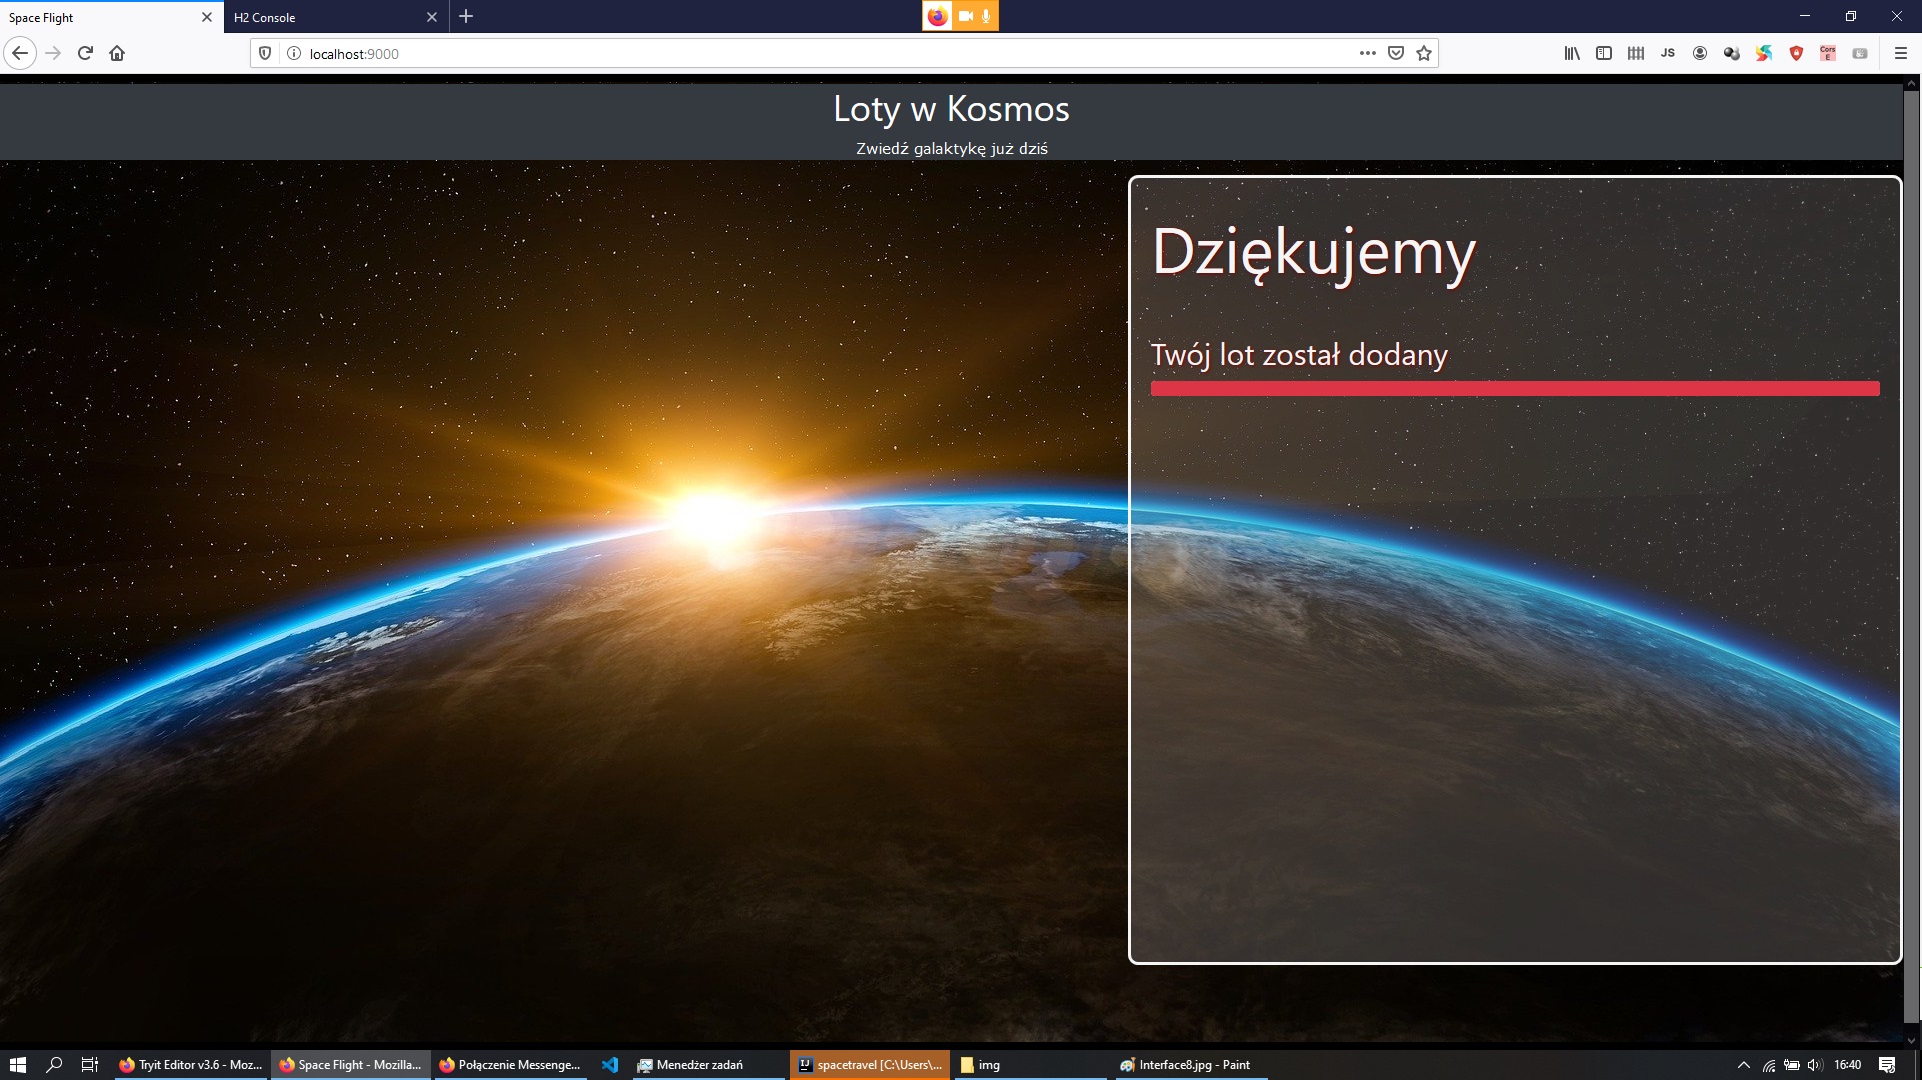 Space Flight
H2 Console
localhost:9000
JS
Cors
E
Loty w Kosmos
Zwiedź galaktykę już dziś
Dziękujemy
Twój lot został dodany
Tryit Editor v3.6 - Moz...
Space Flight - Mozilla...
Połączenie Messenge...
Menedżer zadań
IJ
spacetravel [C:\Users\...
img
Interface8.jpg - Paint
16:40